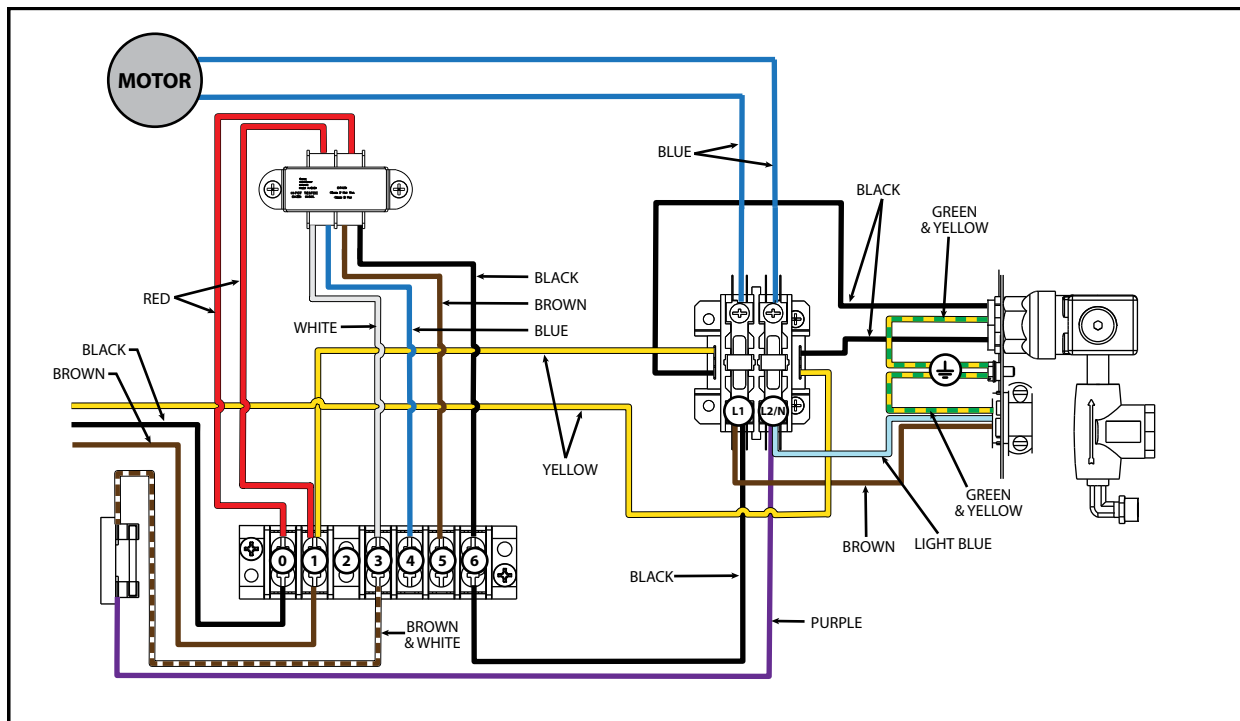 MOTOR
BLUE
BLACK
GREEN
& YELLOW
BLACK
RED
BROWN
WHITE
BLUE
BLACK
BROWN
L1
L2/N
YELLOW
GREEN
& YELLOW
LIGHT BLUE
BROWN
0
1
2
3
4
5
6
BLACK
BROWN
& WHITE
PURPLE